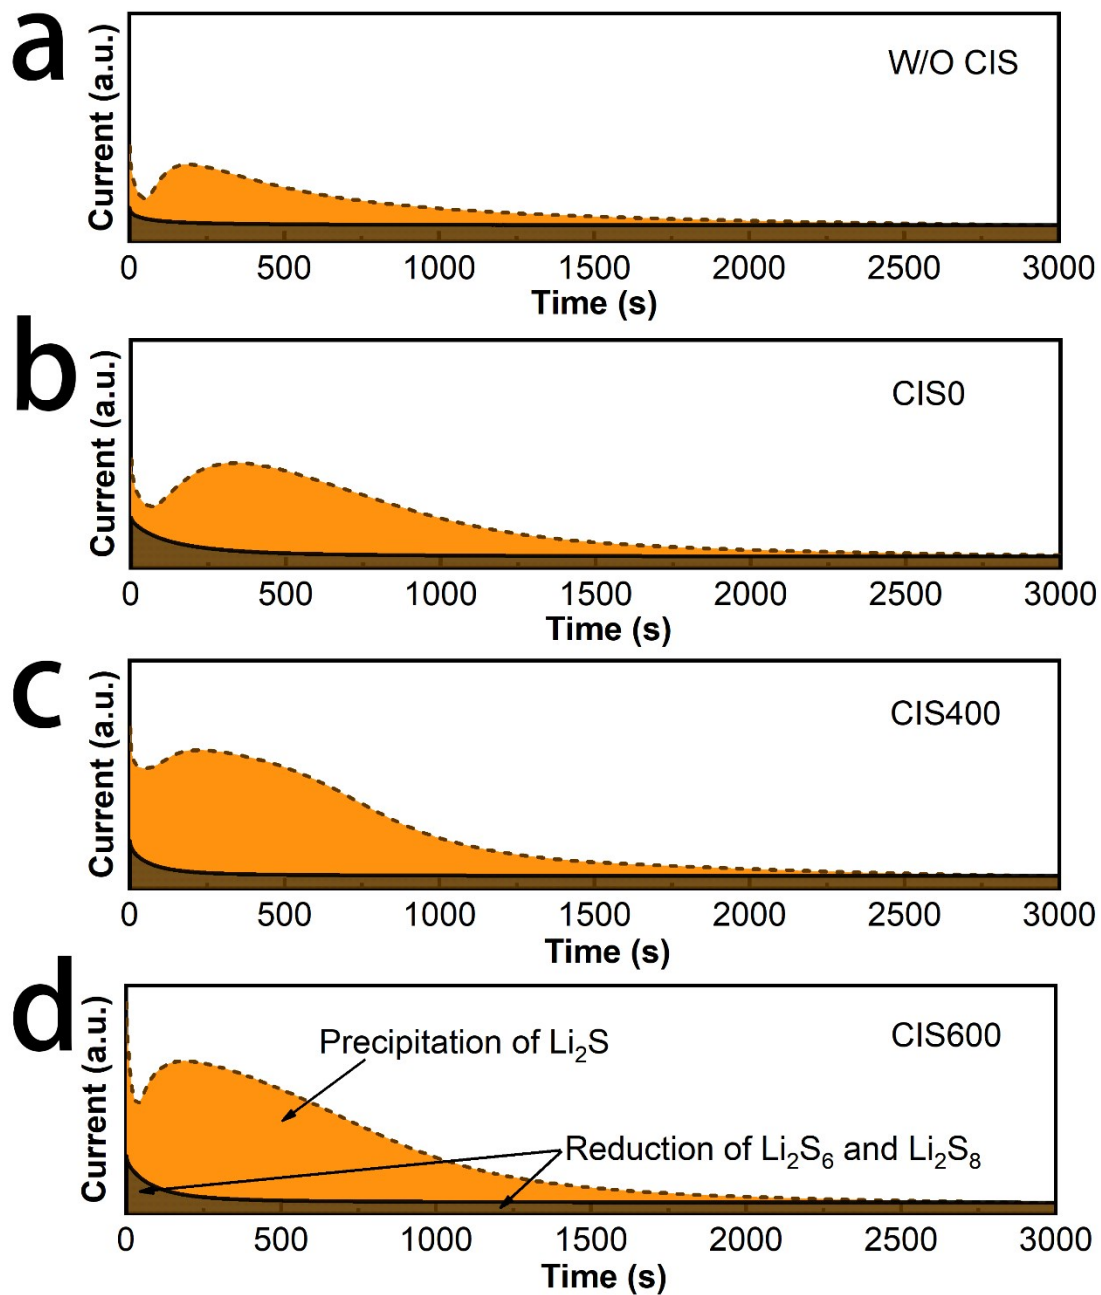 a
Current (a.u.)
W/O CIS
0 500 1000 1500 2000 2500 3000
Time (s)
b
Current (a.u.)
CIS0
0 500 1000 1500 2000 2500 3000
Time (s)
c
Current (a.u.)
CIS400
0 500 1000 1500 2000 2500 3000
Time (s)
d
Current (a.u.)
CIS600
Precipitation of Li₂S
Reduction of Li₂S₆ and Li₂S₈
0 500 1000 1500 2000 2500 3000
Time (s)